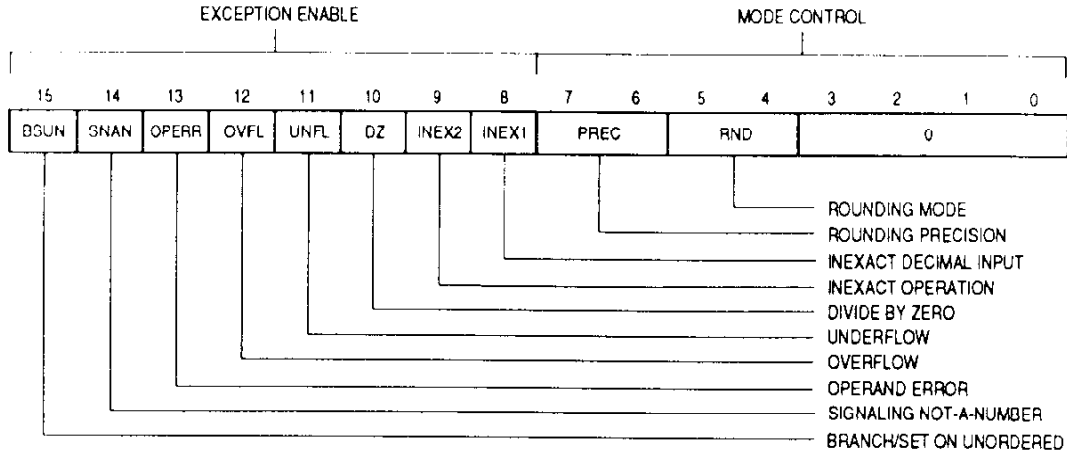 EXCEPTION ENABLE MODE CONTROL
15 14 13 12 11 10 9 8 7 6 5 4 3 2 1 0
BSUN SNAN OPERR OVFL UNFL DZ INEX2 INEX1 PREC RND 0
ROUNDING MODE
ROUNDING PRECISION
INEXACT DECIMAL INPUT
INEXACT OPERATION
DIVIDE BY ZERO
UNDERFLOW
OVERFLOW
OPERAND ERROR
SIGNALING NOT-A-NUMBER
BRANCH/SET ON UNORDERED